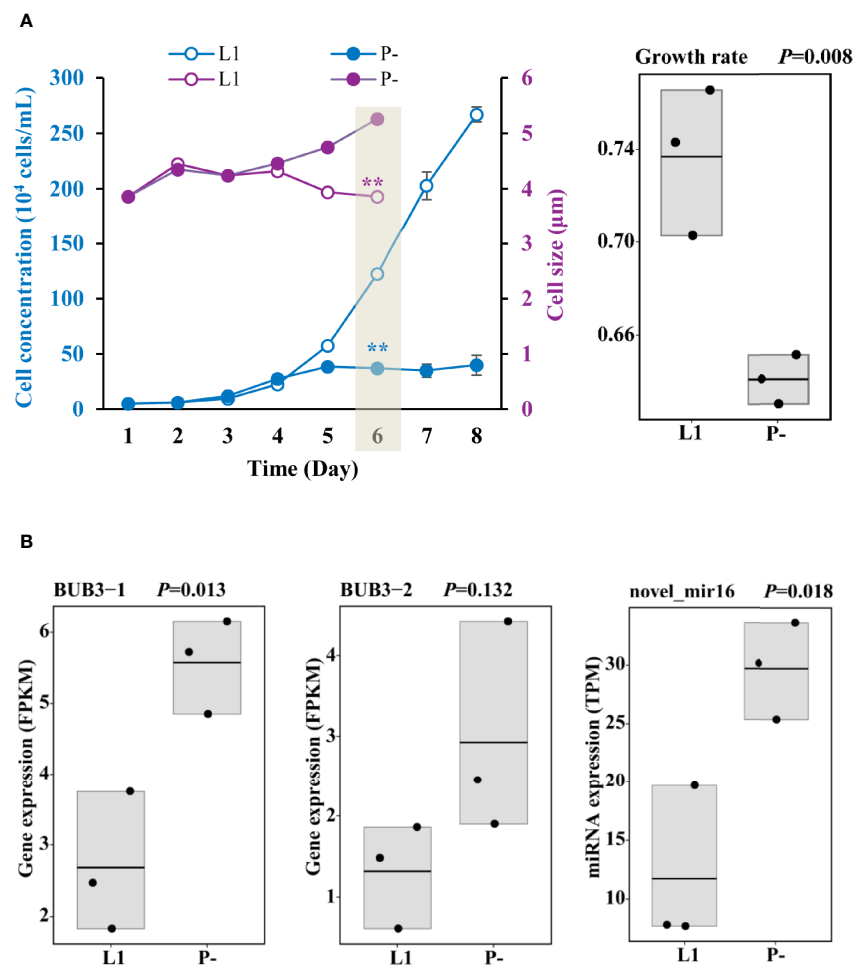 A
L1 P-
L1 P-
Growth rate P=0.008
300
250
200
150
100
50
0
Cell concentration (10⁴ cells/mL)
6
5
4
3
2
1
0
Cell size (μm)
**
**
1 2 3 4 5 6 7 8
Time (Day)
0.74
0.70
0.66
L1 P-
B
BUB3−1 P=0.013
6
5
4
3
2
Gene expression (FPKM)
L1 P-
BUB3−2 P=0.132
4
3
2
1
Gene expression (FPKM)
L1 P-
novel_mir16 P=0.018
30
25
20
15
10
miRNA expression (TPM)
L1 P-